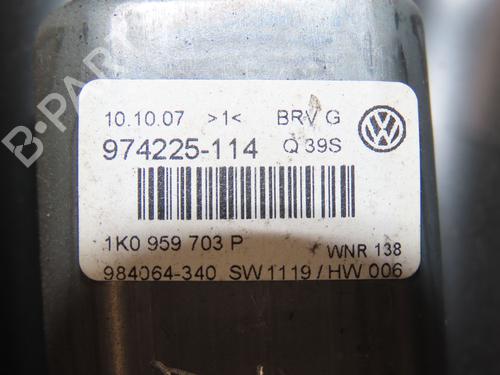 10.10.07 >1< BRV G
974225-114 Q 39S
1K0 959 703 P WNR 138
984064-340 SW 1119 / HW 006
B-PARTS